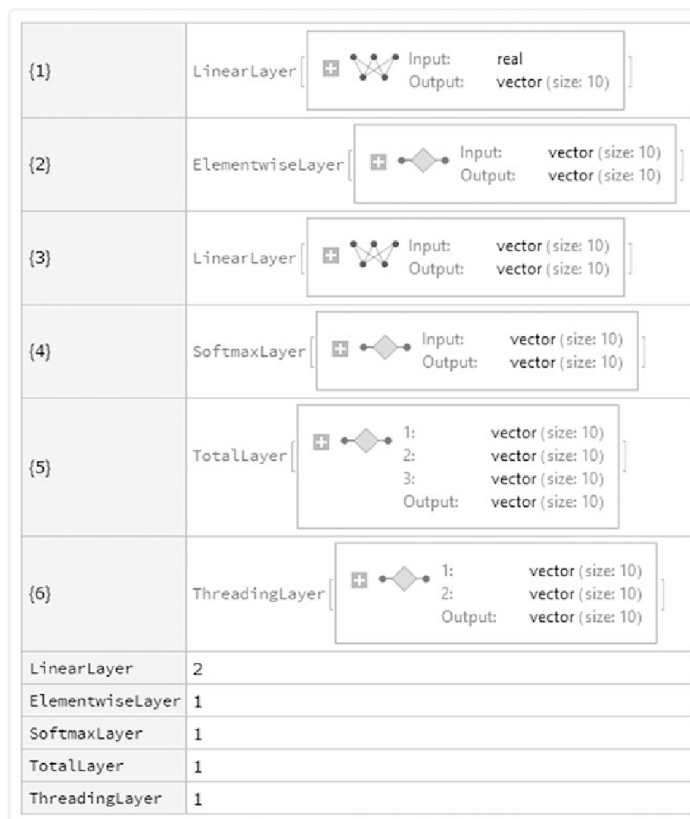 {1} LinearLayer[ Input: real
Output: vector (size: 10) ]
{2} ElementwiseLayer[ Input: vector (size: 10)
Output: vector (size: 10) ]
{3} LinearLayer[ Input: vector (size: 10)
Output: vector (size: 10) ]
{4} SoftmaxLayer[ Input: vector (size: 10)
Output: vector (size: 10) ]
{5} TotalLayer[ 1: vector (size: 10)
2: vector (size: 10)
3: vector (size: 10)
Output: vector (size: 10) ]
{6} ThreadingLayer[ 1: vector (size: 10)
2: vector (size: 10)
Output: vector (size: 10) ]
LinearLayer 2
ElementwiseLayer 1
SoftmaxLayer 1
TotalLayer 1
ThreadingLayer 1